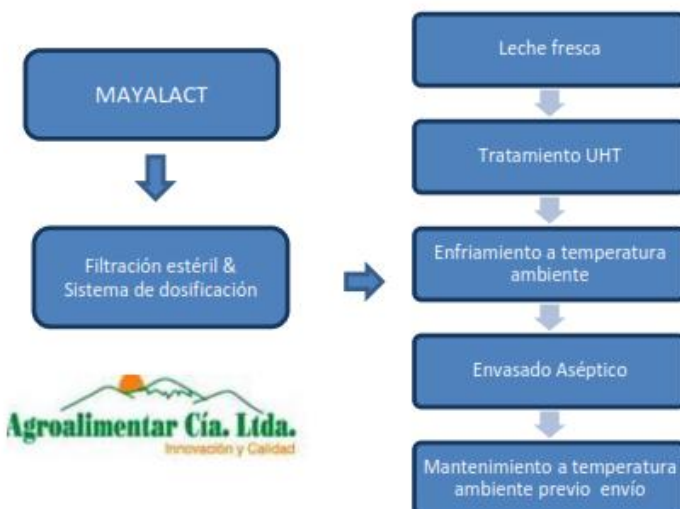 MAYALACT
Filtración estéril &
Sistema de dosificación
Agroalimentar Cía. Ltda.
Innovación y Calidad
Leche fresca
Tratamiento UHT
Enfriamiento a temperatura
ambiente
Envasado Aséptico
Mantenimiento a temperatura
ambiente previo envío